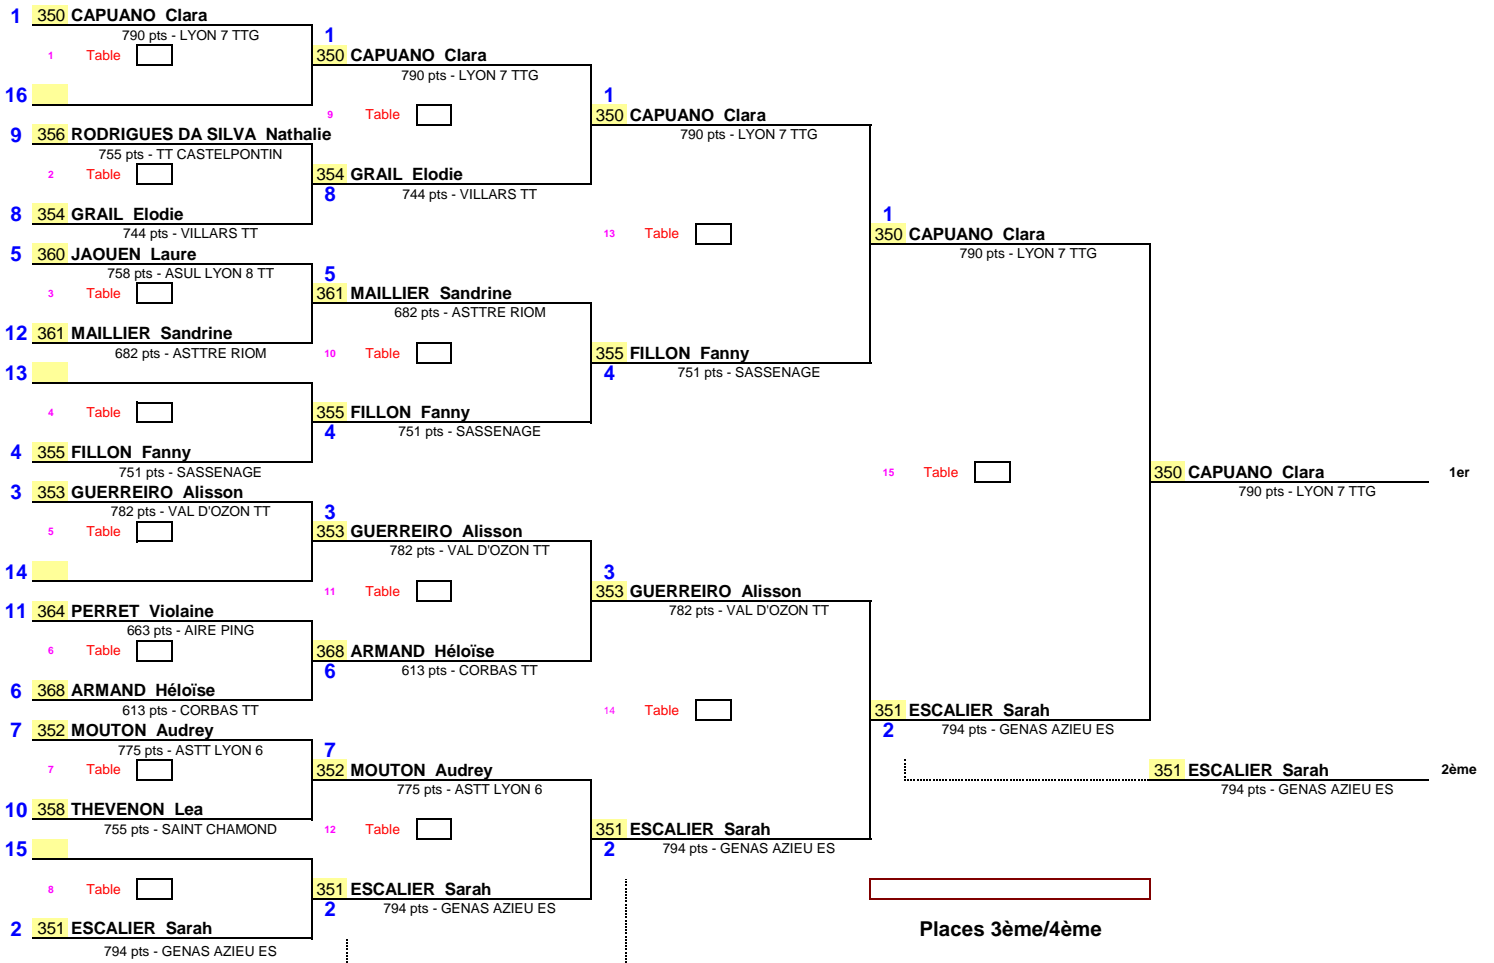 1 350 CAPUANO Clara
790 pts - LYON 7 TTG
1 Table
16
9 356 RODRIGUES DA SILVA Nathalie
755 pts - TT CASTELPONTIN
2 Table
8 354 GRAIL Elodie
744 pts - VILLARS TT
5 360 JAOUEN Laure
758 pts - ASUL LYON 8 TT
3 Table
12 361 MAILLIER Sandrine
682 pts - ASTTRE RIOM
13
4 Table
4 355 FILLON Fanny
751 pts - SASSENAGE
3 353 GUERREIRO Alisson
782 pts - VAL D'OZON TT
5 Table
14
11 364 PERRET Violaine
663 pts - AIRE PING
6 Table
6 368 ARMAND Héloïse
613 pts - CORBAS TT
7 352 MOUTON Audrey
775 pts - ASTT LYON 6
7 Table
10 358 THEVENON Lea
755 pts - SAINT CHAMOND
15
8 Table
2 351 ESCALIER Sarah
794 pts - GENAS AZIEU ES
1
350 CAPUANO Clara
790 pts - LYON 7 TTG
9 Table
354 GRAIL Elodie
8 744 pts - VILLARS TT
5
361 MAILLIER Sandrine
682 pts - ASTTRE RIOM
10 Table
355 FILLON Fanny
4 751 pts - SASSENAGE
3
353 GUERREIRO Alisson
782 pts - VAL D'OZON TT
11 Table
368 ARMAND Héloïse
6 613 pts - CORBAS TT
7
352 MOUTON Audrey
775 pts - ASTT LYON 6
12 Table
351 ESCALIER Sarah
2 794 pts - GENAS AZIEU ES
1
350 CAPUANO Clara
790 pts - LYON 7 TTG
13 Table
355 FILLON Fanny
4 751 pts - SASSENAGE
3
353 GUERREIRO Alisson
782 pts - VAL D'OZON TT
14 Table
351 ESCALIER Sarah
2 794 pts - GENAS AZIEU ES
1
350 CAPUANO Clara
790 pts - LYON 7 TTG
15 Table
351 ESCALIER Sarah
2 794 pts - GENAS AZIEU ES
350 CAPUANO Clara 1er
790 pts - LYON 7 TTG
351 ESCALIER Sarah 2ème
794 pts - GENAS AZIEU ES
Places 3ème/4ème